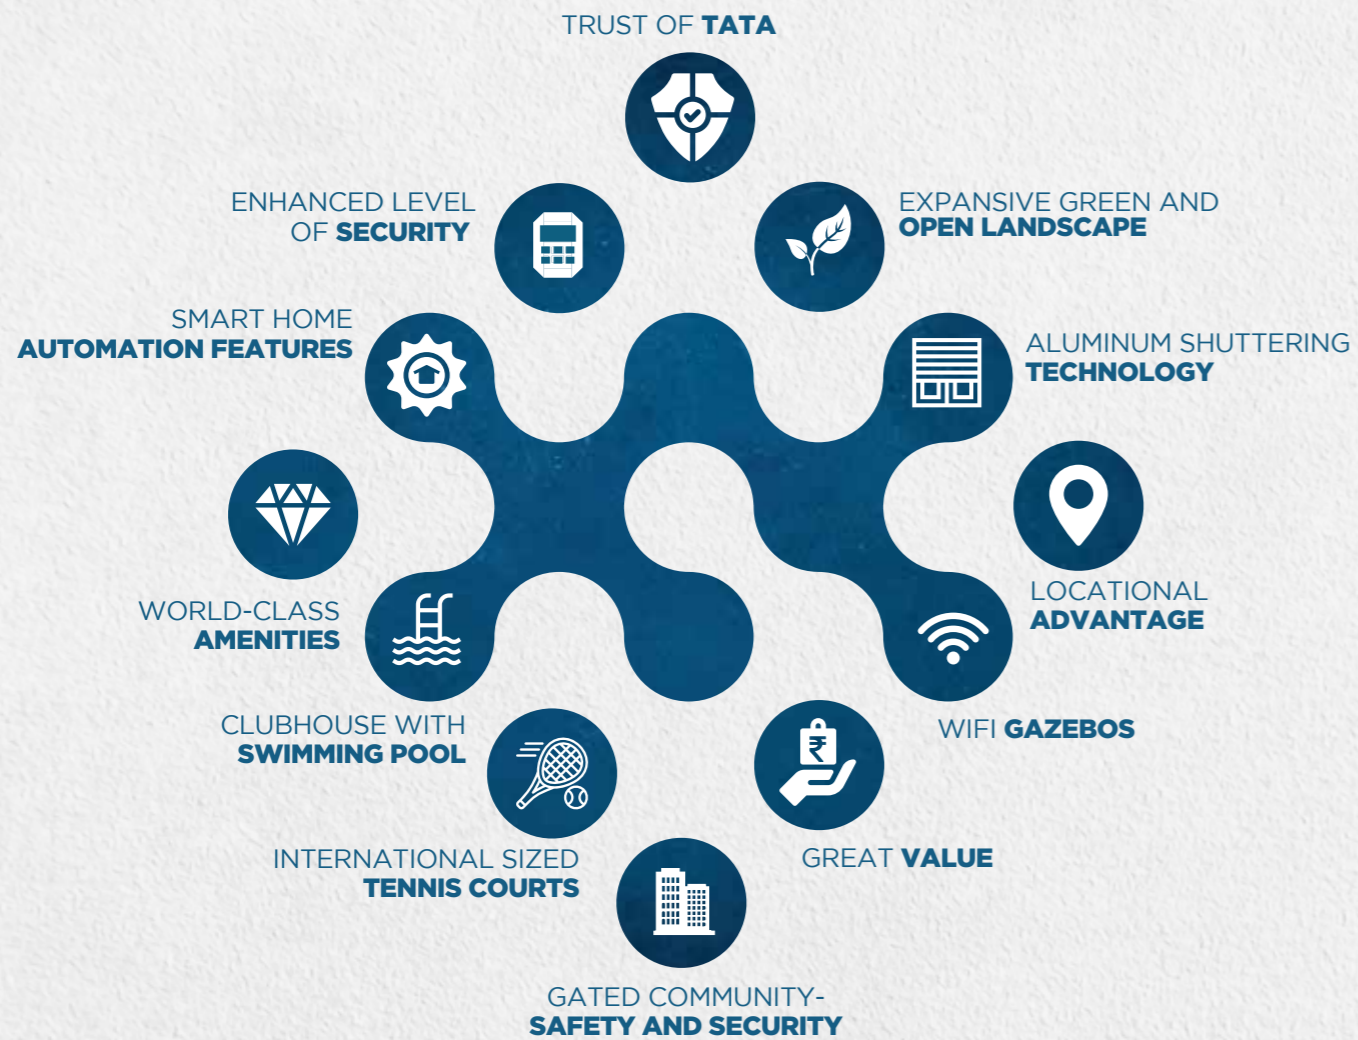 TRUST OF TATA
ENHANCED LEVEL
OF SECURITY
EXPANSIVE GREEN AND
OPEN LANDSCAPE
SMART HOME
AUTOMATION FEATURES
ALUMINUM SHUTTERING
TECHNOLOGY
WORLD-CLASS
AMENITIES
LOCATIONAL
ADVANTAGE
CLUBHOUSE WITH
SWIMMING POOL
WIFI GAZEBOS
₹
INTERNATIONAL SIZED
TENNIS COURTS
GREAT VALUE
GATED COMMUNITY-
SAFETY AND SECURITY